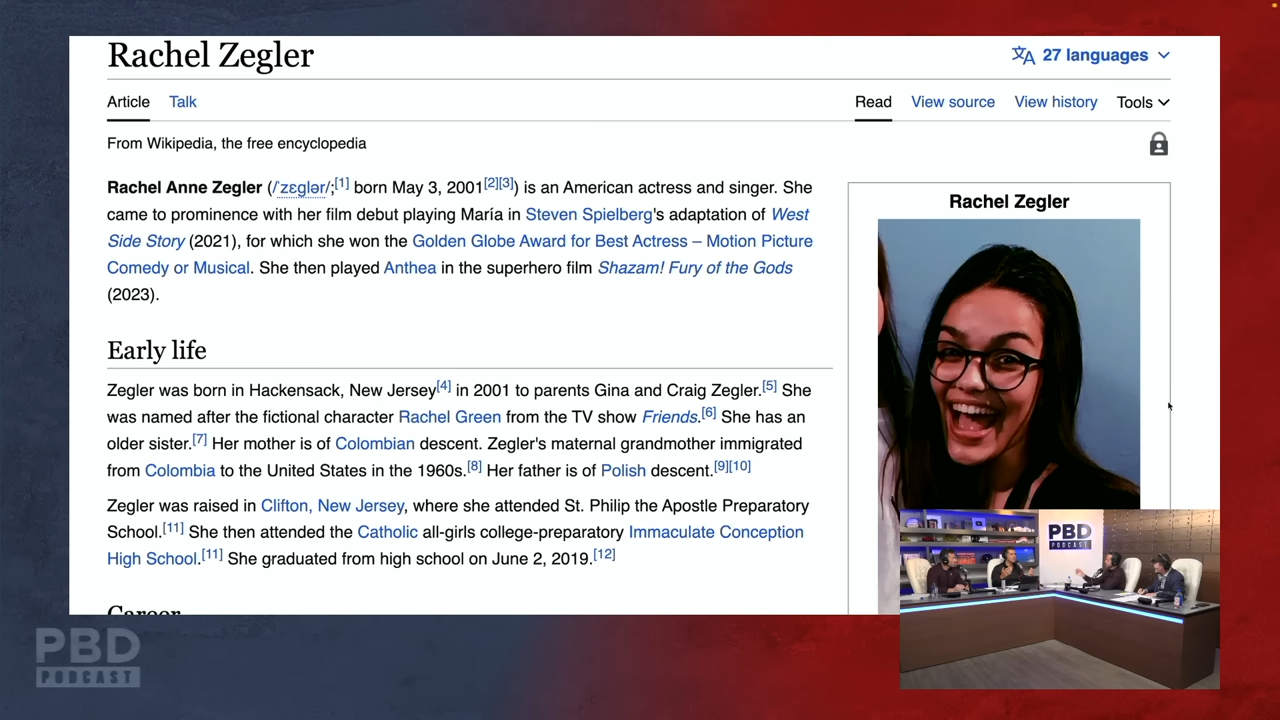 Rachel Zegler
27 languages
Article Talk Read View source View history Tools
From Wikipedia, the free encyclopedia
Rachel Anne Zegler (/ˈzɛɡlər/;[1] born May 3, 2001[2][3]) is an American actress and singer. She
came to prominence with her film debut playing María in Steven Spielberg's adaptation of West
Side Story (2021), for which she won the Golden Globe Award for Best Actress – Motion Picture
Comedy or Musical. She then played Anthea in the superhero film Shazam! Fury of the Gods
(2023).
Rachel Zegler
Early life
Zegler was born in Hackensack, New Jersey[4] in 2001 to parents Gina and Craig Zegler.[5] She
was named after the fictional character Rachel Green from the TV show Friends.[6] She has an
older sister.[7] Her mother is of Colombian descent. Zegler's maternal grandmother immigrated
from Colombia to the United States in the 1960s.[8] Her father is of Polish descent.[9][10]
Zegler was raised in Clifton, New Jersey, where she attended St. Philip the Apostle Preparatory
School.[11] She then attended the Catholic all-girls college-preparatory Immaculate Conception
High School.[11] She graduated from high school on June 2, 2019.[12]
Career
PBD
PODCAST
PBD
PODCAST